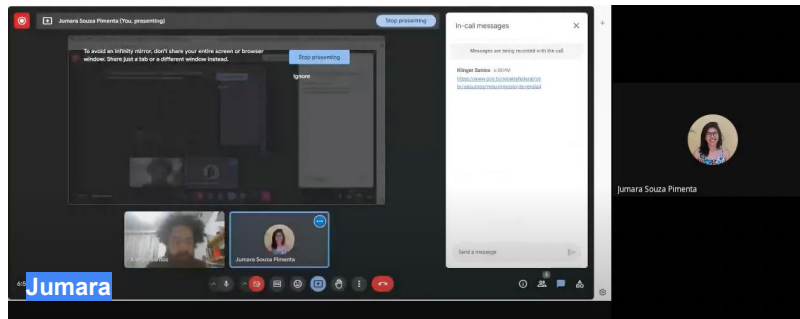 Jumara Souza Pimenta (You, presenting)
Stop presenting
In-call messages
To avoid an infinity mirror, don't share your entire screen or browser
window. Share just a tab or a different window instead.
Stop presenting
Ignore
Messages are being recorded with the call
Klinger Santos
Jumara Souza Pimenta
Jumara Souza Pimenta
Send a message
Jumara